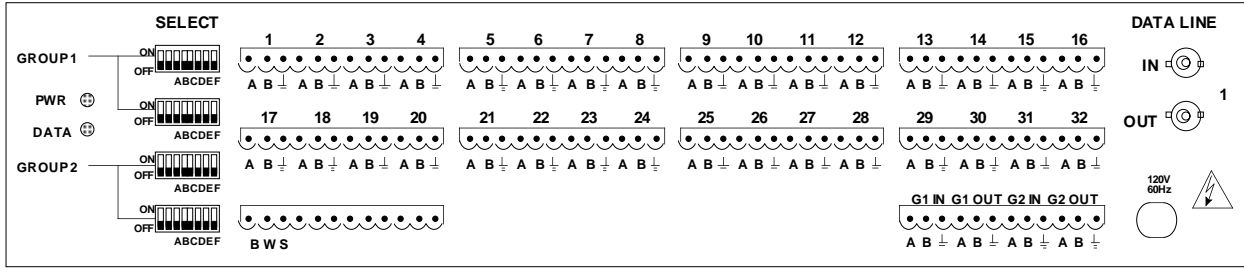 SELECT
DATA LINE
GROUP1
ON
OFF
ABCDEF
1 2 3 4 5 6 7 8 9 10 11 12 13 14 15 16
A B ⏚ A B ⏚ A B ⏚ A B ⏚ A B ⏚ A B ⏚ A B ⏚ A B ⏚ A B ⏚ A B ⏚ A B ⏚ A B ⏚ A B ⏚ A B ⏚ A B ⏚ A B ⏚
IN
PWR
DATA
ON
OFF
ABCDEF
OUT
1
17 18 19 20 21 22 23 24 25 26 27 28 29 30 31 32
A B ⏚ A B ⏚ A B ⏚ A B ⏚ A B ⏚ A B ⏚ A B ⏚ A B ⏚ A B ⏚ A B ⏚ A B ⏚ A B ⏚ A B ⏚ A B ⏚ A B ⏚ A B ⏚
GROUP2
ON
OFF
ABCDEF
120V
60Hz
ON
OFF
ABCDEF
B W S
G1 IN G1 OUT G2 IN G2 OUT
A B ⏚ A B ⏚ A B ⏚ A B ⏚